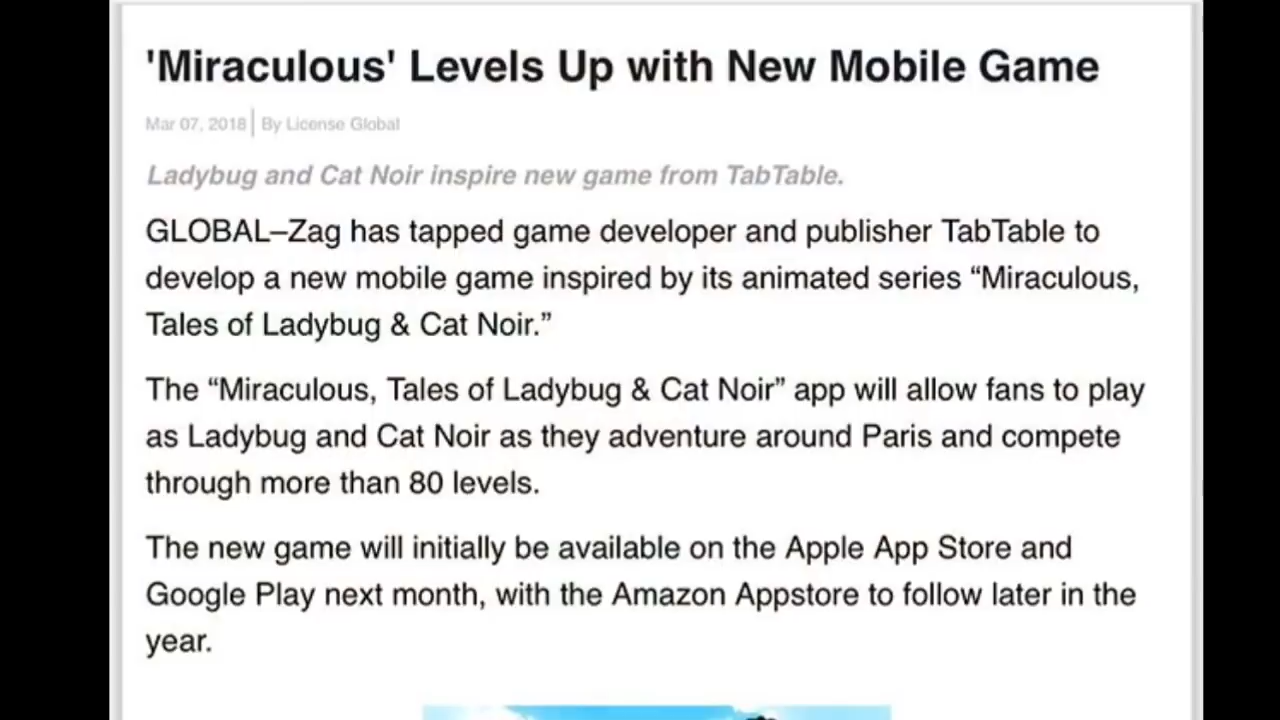 'Miraculous' Levels Up with New Mobile Game
Mar 07, 2018 | By License Global
Ladybug and Cat Noir inspire new game from TabTable.
GLOBAL–Zag has tapped game developer and publisher TabTable to
develop a new mobile game inspired by its animated series “Miraculous,
Tales of Ladybug & Cat Noir.”
The “Miraculous, Tales of Ladybug & Cat Noir” app will allow fans to play
as Ladybug and Cat Noir as they adventure around Paris and compete
through more than 80 levels.
The new game will initially be available on the Apple App Store and
Google Play next month, with the Amazon Appstore to follow later in the
year.